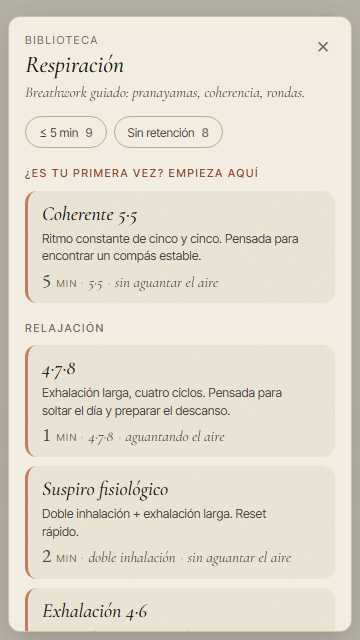 BIBLIOTECA
Respiración
Breathwork guiado: pranayamas, coherencia, rondas.
≤ 5 min 9
Sin retención 8
¿ES TU PRIMERA VEZ? EMPIEZA AQUÍ
Coherente 5·5
Ritmo constante de cinco y cinco. Pensada para
encontrar un compás estable.
5 MIN · 5·5 · sin aguantar el aire
RELAJACIÓN
4·7·8
Exhalación larga, cuatro ciclos. Pensada para
soltar el día y preparar el descanso.
1 MIN · 4·7·8 · aguantando el aire
Suspiro fisiológico
Doble inhalación + exhalación larga. Reset
rápido.
2 MIN · doble inhalación · sin aguantar el aire
Exhalación 4·6